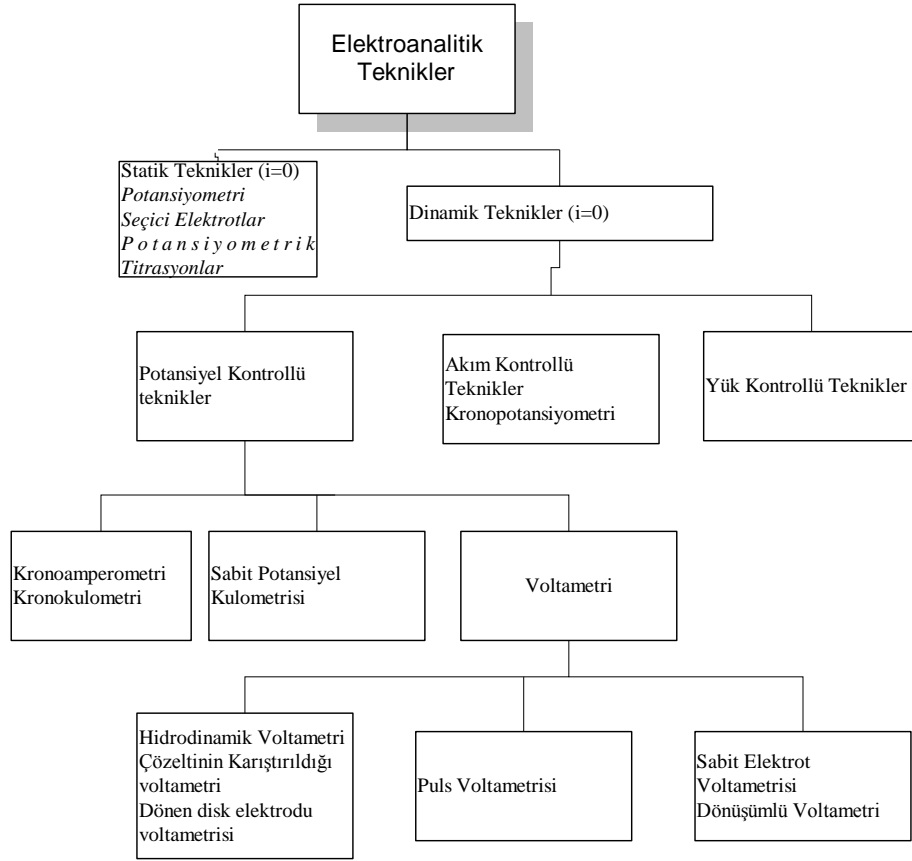 Elektroanalitik
Teknikler
Statik Teknikler (i=0)
Potansiyometri
Seçici Elektrotlar
Potansiyometrik
Titrasyonlar
Dinamik Teknikler (i=0)
Potansiyel Kontrollü
teknikler
Akım Kontrollü
Teknikler
Kronopotansiyometri
Yük Kontrollü Teknikler
Kronoamperometri
Kronokulometri
Sabit Potansiyel
Kulometrisi
Voltametri
Hidrodinamik Voltametri
Çözeltinin Karıştırıldığı
voltametri
Dönen disk elektrodu
voltametrisi
Puls Voltametrisi
Sabit Elektrot
Voltametrisi
Dönüşümlü Voltametri